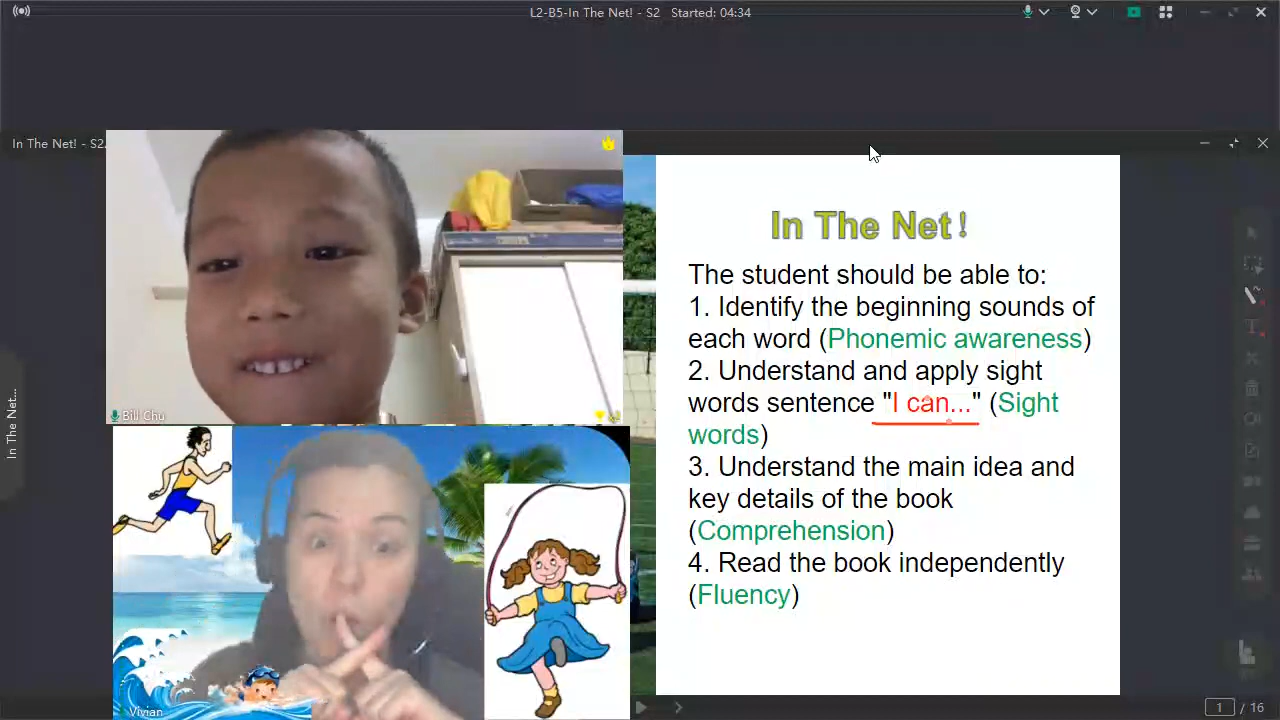 L2-B5-In The Net! - S2 Started: 04:34
In The Net! - S2
In The Net!
The student should be able to:
1. Identify the beginning sounds of
each word (Phonemic awareness)
2. Understand and apply sight
words sentence "I can..." (Sight
words)
3. Understand the main idea and
key details of the book
(Comprehension)
4. Read the book independently
(Fluency)
In The Net...
Bill Chu
Vivian
1 / 16